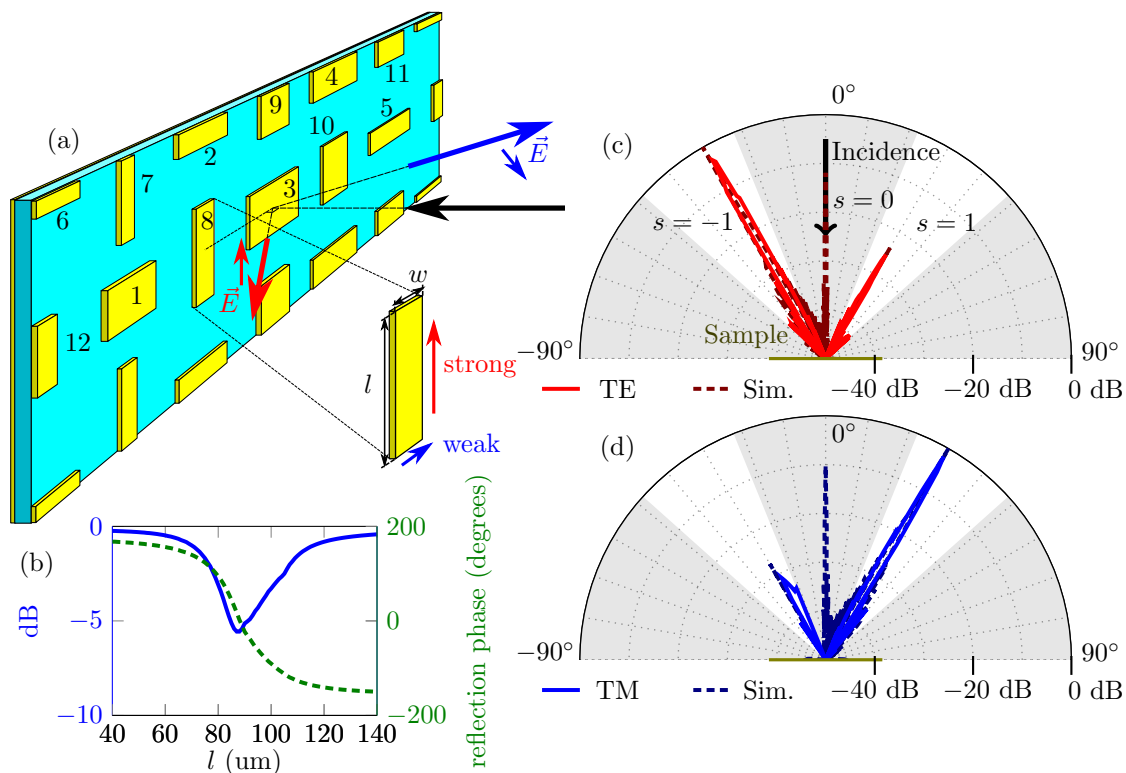 (a)
4
11
9
5
2
10
7
3
6
8
1
12
E⃗
E⃗
w
l
strong
weak
(b)
0
−5
−10
dB
200
0
−200
reflection phase (degrees)
40 60 80 100 120 140
l (um)
(c)
0°
Incidence
s = −1
s = 0
s = 1
Sample
−90°
90°
TE
Sim.
−40 dB
−20 dB
0 dB
(d)
0°
−90°
90°
TM
Sim.
−40 dB
−20 dB
0 dB